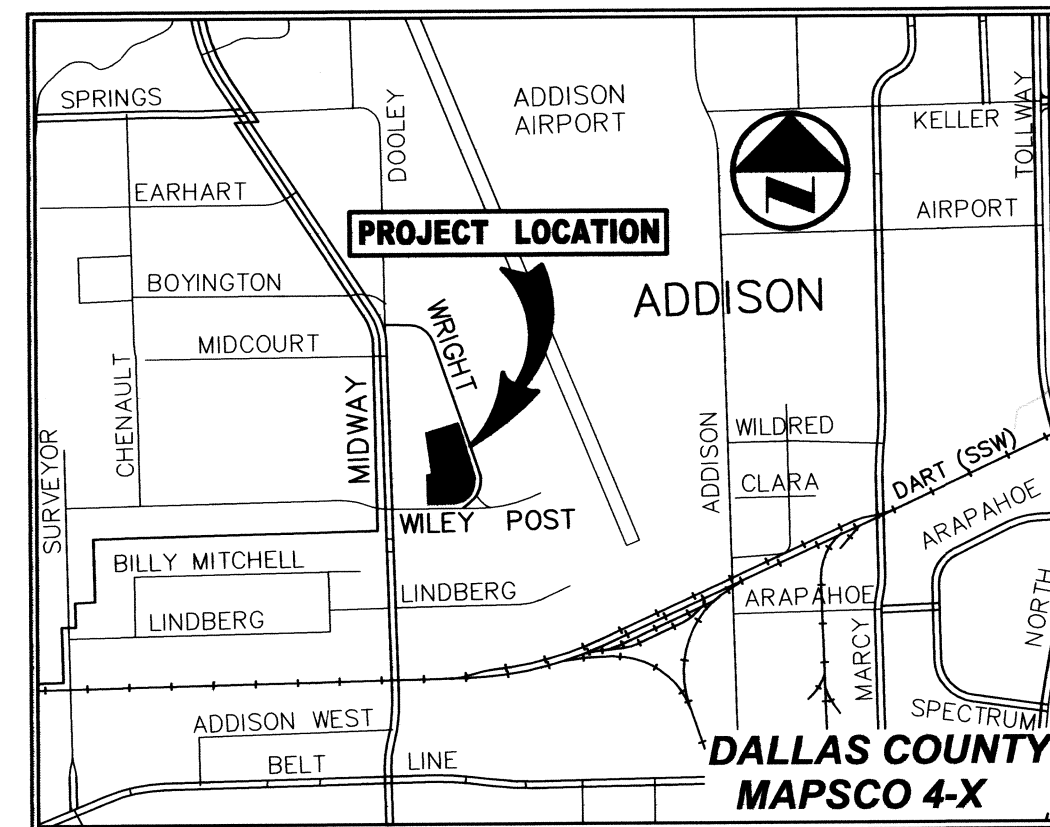 SPRINGS
DOOLEY
ADDISON
AIRPORT
KELLER
TOLLWAY
N
EARHART
AIRPORT
PROJECT LOCATION
BOYINGTON
WRIGHT
ADDISON
MIDCOURT
CHENAULT
MIDWAY
SURVEYOR
ADDISON
WILDRED
CLARA
DART (SSW)
ARAPAHOE
WILEY POST
BILLY MITCHELL
LINDBERG
LINDBERG
ARAPAHOE
MARCY
NORTH
ADDISON WEST
SPECTRUM
BELT LINE
DALLAS COUNTY
MAPSCO 4-X